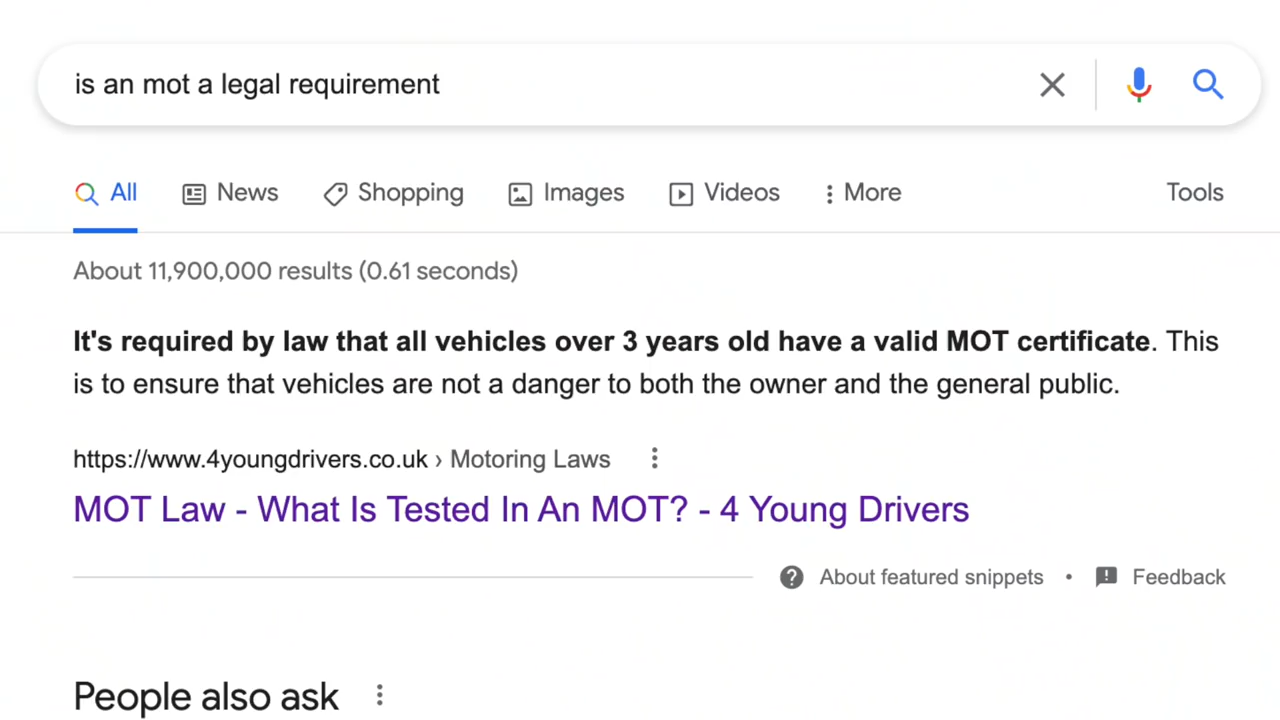 is an mot a legal requirement
All News Shopping Images Videos More Tools
About 11,900,000 results (0.61 seconds)
It's required by law that all vehicles over 3 years old have a valid MOT certificate. This
is to ensure that vehicles are not a danger to both the owner and the general public.
https://www.4youngdrivers.co.uk › Motoring Laws
MOT Law - What Is Tested In An MOT? - 4 Young Drivers
About featured snippets • Feedback
People also ask